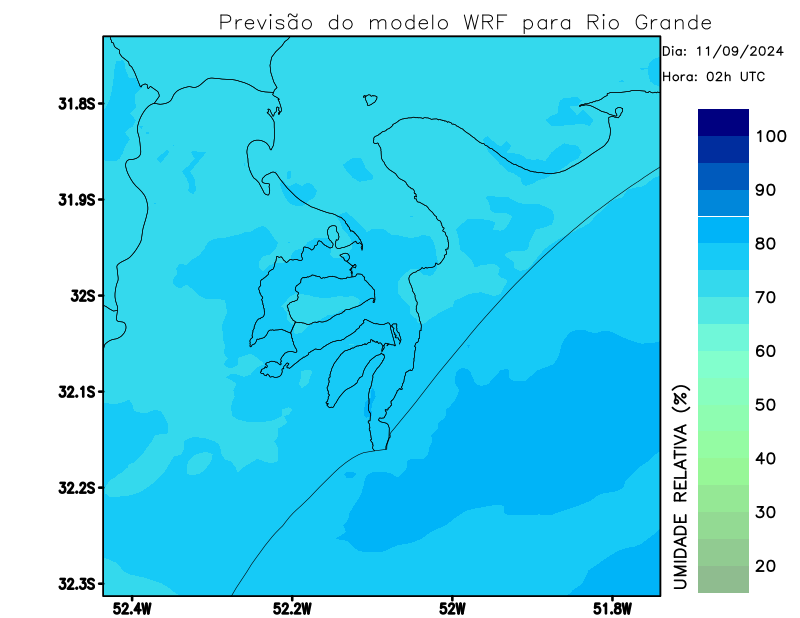 Previsão do modelo WRF para Rio Grande
Dia: 11/09/2024
Hora: 02h UTC
31.8S
31.9S
32S
32.1S
32.2S
32.3S
52.4W
52.2W
52W
51.8W
100
90
80
70
60
50
40
30
20
UMIDADE RELATIVA (%)